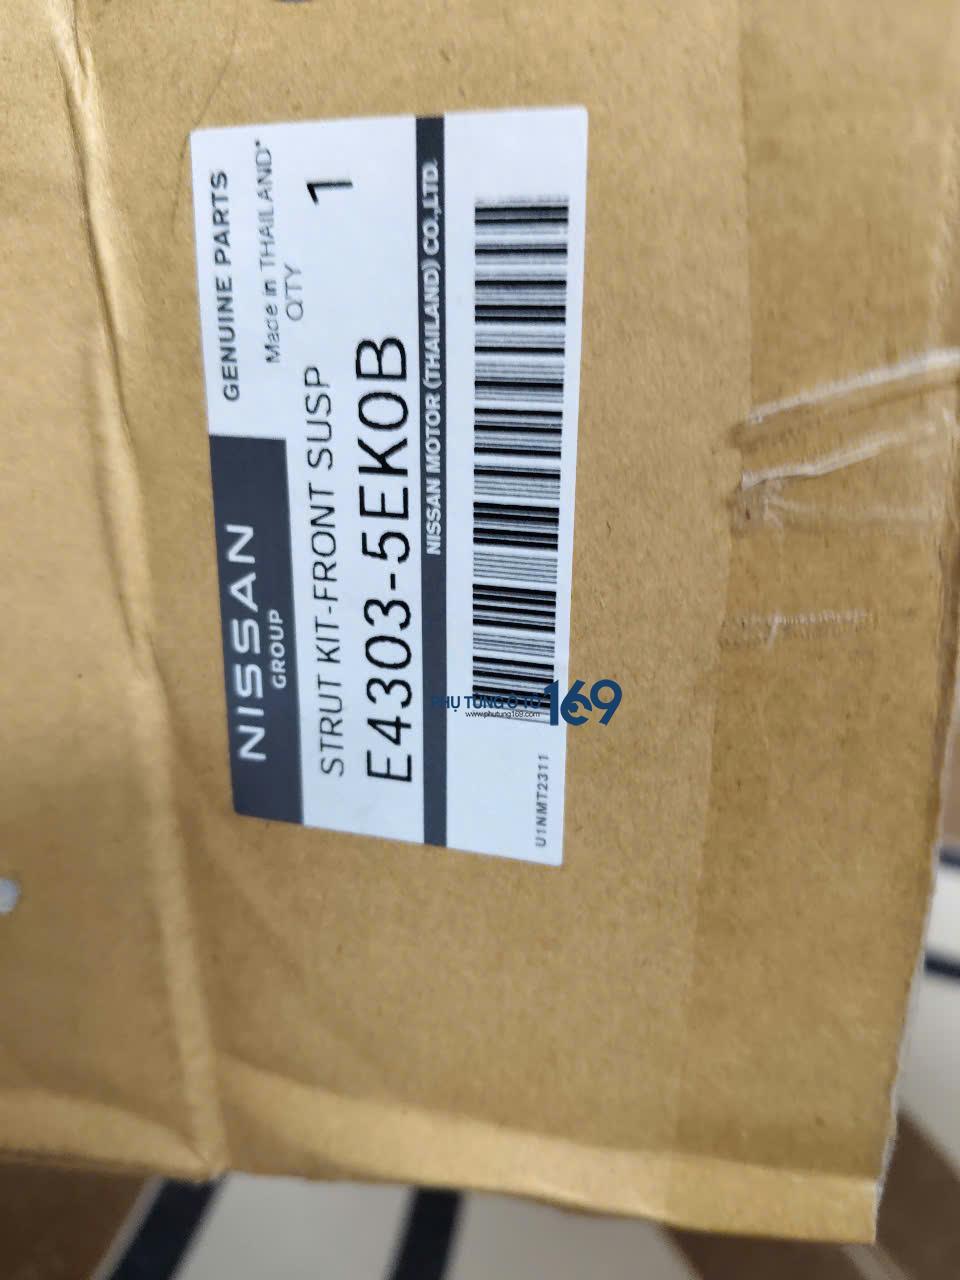 NISSAN
GROUP
GENUINE PARTS
Made in THAILAND*
QTY
STRUT KIT-FRONT SUSP
1
E4303-5EK0B
NISSAN MOTOR (THAILAND) CO.,LTD.
U1NMT2311
PHỤ TÙNG Ô TÔ 169
www.phutung169.com